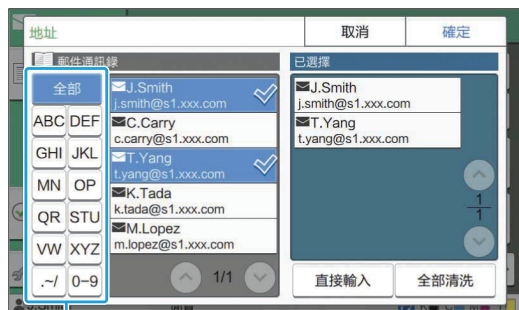 地址
取消
確定
郵件通訊錄
已選擇
全部
ABC DEF
GHI JKL
MN OP
QR STU
VW XYZ
.~/ 0-9
J.Smith
j.smith@s1.xxx.com
C.Carry
c.carry@s1.xxx.com
T.Yang
t.yang@s1.xxx.com
K.Tada
k.tada@s1.xxx.com
M.Lopez
m.lopez@s1.xxx.com
1/1
J.Smith
j.smith@s1.xxx.com
T.Yang
t.yang@s1.xxx.com
1
1
直接輸入
全部清洗